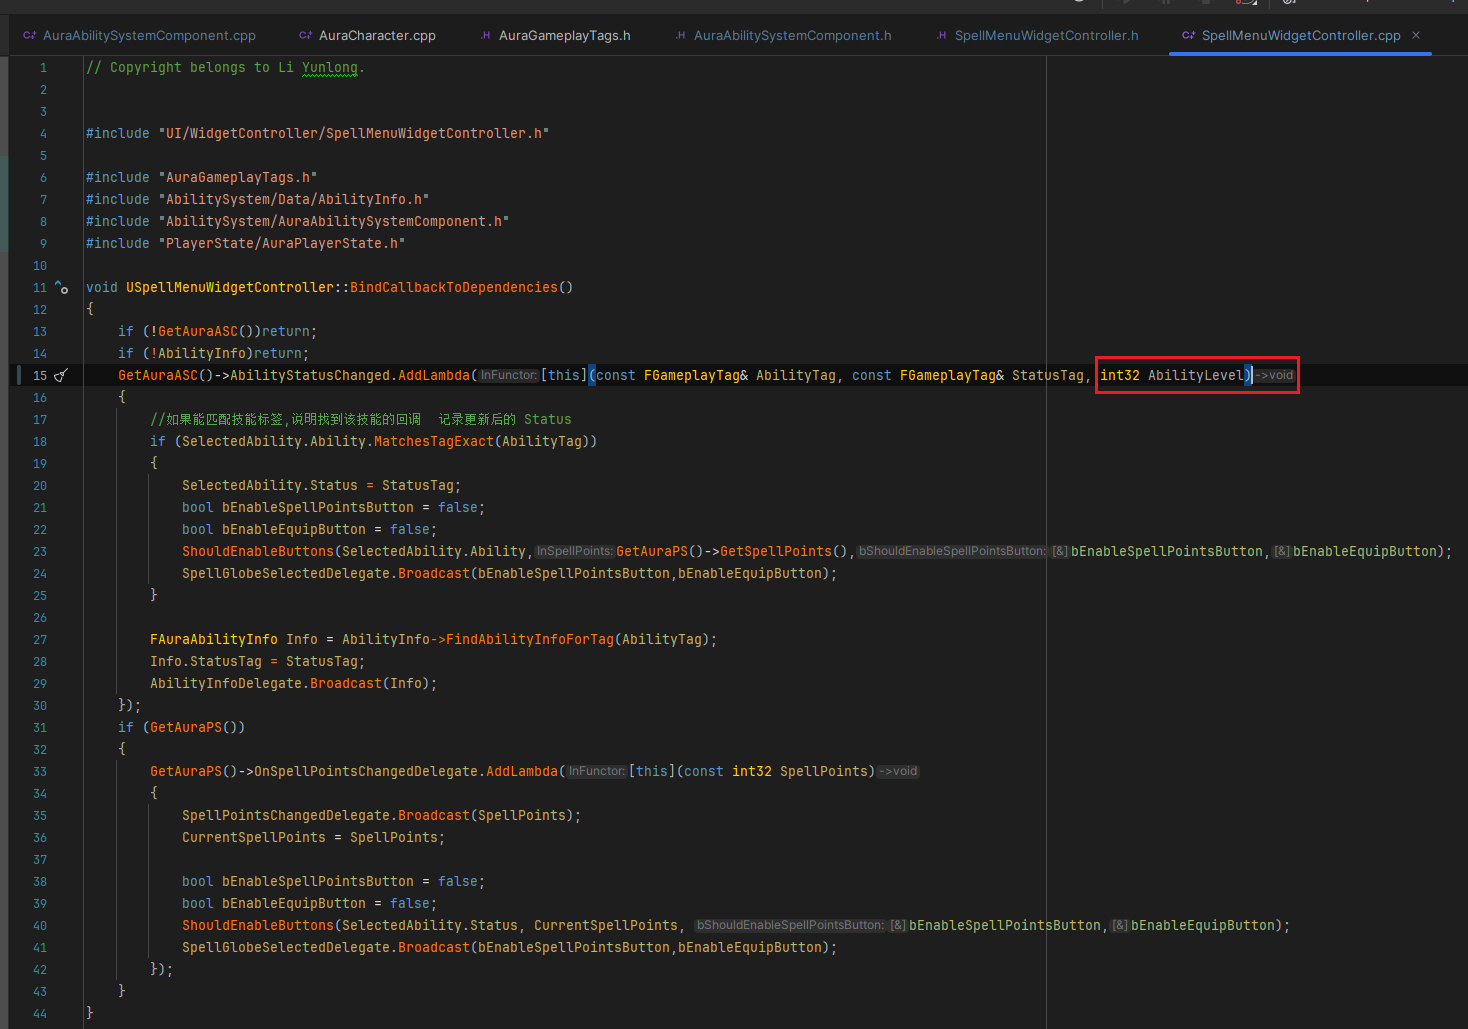 AuraAbilitySystemComponent.cpp AuraCharacter.cpp AuraGameplayTags.h AuraAbilitySystemComponent.h SpellMenuWidgetController.h SpellMenuWidgetController.cpp
1 // Copyright belongs to Li Yunlong.
2
3
4 #include "UI/WidgetController/SpellMenuWidgetController.h"
5
6 #include "AuraGameplayTags.h"
7 #include "AbilitySystem/Data/AbilityInfo.h"
8 #include "AbilitySystem/AuraAbilitySystemComponent.h"
9 #include "PlayerState/AuraPlayerState.h"
10
11 void USpellMenuWidgetController::BindCallbackToDependencies()
12 {
13 if (!GetAuraASC())return;
14 if (!AbilityInfo)return;
15 GetAuraASC()->AbilityStatusChanged.AddLambda(InFunctor:[this](const FGameplayTag& AbilityTag, const FGameplayTag& StatusTag, int32 AbilityLevel)->void
16 {
17 //如果能匹配技能标签,说明找到该技能的回调 记录更新后的 Status
18 if (SelectedAbility.Ability.MatchesTagExact(AbilityTag))
19 {
20 SelectedAbility.Status = StatusTag;
21 bool bEnableSpellPointsButton = false;
22 bool bEnableEquipButton = false;
23 ShouldEnableButtons(SelectedAbility.Ability,InSpellPoints:GetAuraPS()->GetSpellPoints(),bShouldEnableSpellPointsButton:[&]bEnableSpellPointsButton,[&]bEnableEquipButton);
24 SpellGlobeSelectedDelegate.Broadcast(bEnableSpellPointsButton,bEnableEquipButton);
25 }
26
27 FAuraAbilityInfo Info = AbilityInfo->FindAbilityInfoForTag(AbilityTag);
28 Info.StatusTag = StatusTag;
29 AbilityInfoDelegate.Broadcast(Info);
30 });
31 if (GetAuraPS())
32 {
33 GetAuraPS()->OnSpellPointsChangedDelegate.AddLambda(InFunctor:[this](const int32 SpellPoints)->void
34 {
35 SpellPointsChangedDelegate.Broadcast(SpellPoints);
36 CurrentSpellPoints = SpellPoints;
37
38 bool bEnableSpellPointsButton = false;
39 bool bEnableEquipButton = false;
40 ShouldEnableButtons(SelectedAbility.Status, CurrentSpellPoints, bShouldEnableSpellPointsButton:[&]bEnableSpellPointsButton,[&]bEnableEquipButton);
41 SpellGlobeSelectedDelegate.Broadcast(bEnableSpellPointsButton,bEnableEquipButton);
42 });
43 }
44 }